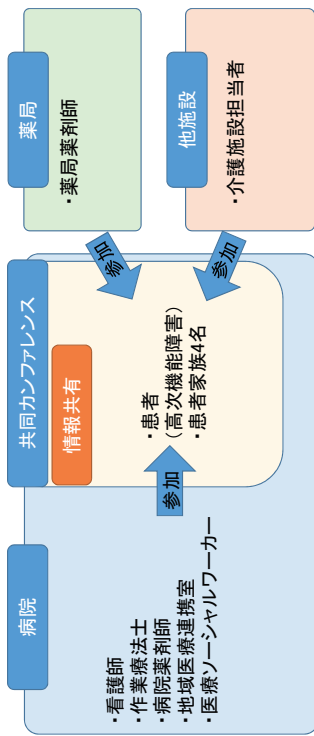 病院
・看護師
・作業療法士
・病院薬剤師
・地域医療連携室
・医療ソーシャルワーカー
参加
共同カンファレンス
情報共有
・患者
（高次機能障害）
・患者家族4名
参加
参加
薬局
・薬局薬剤師
他施設
・介護施設担当者